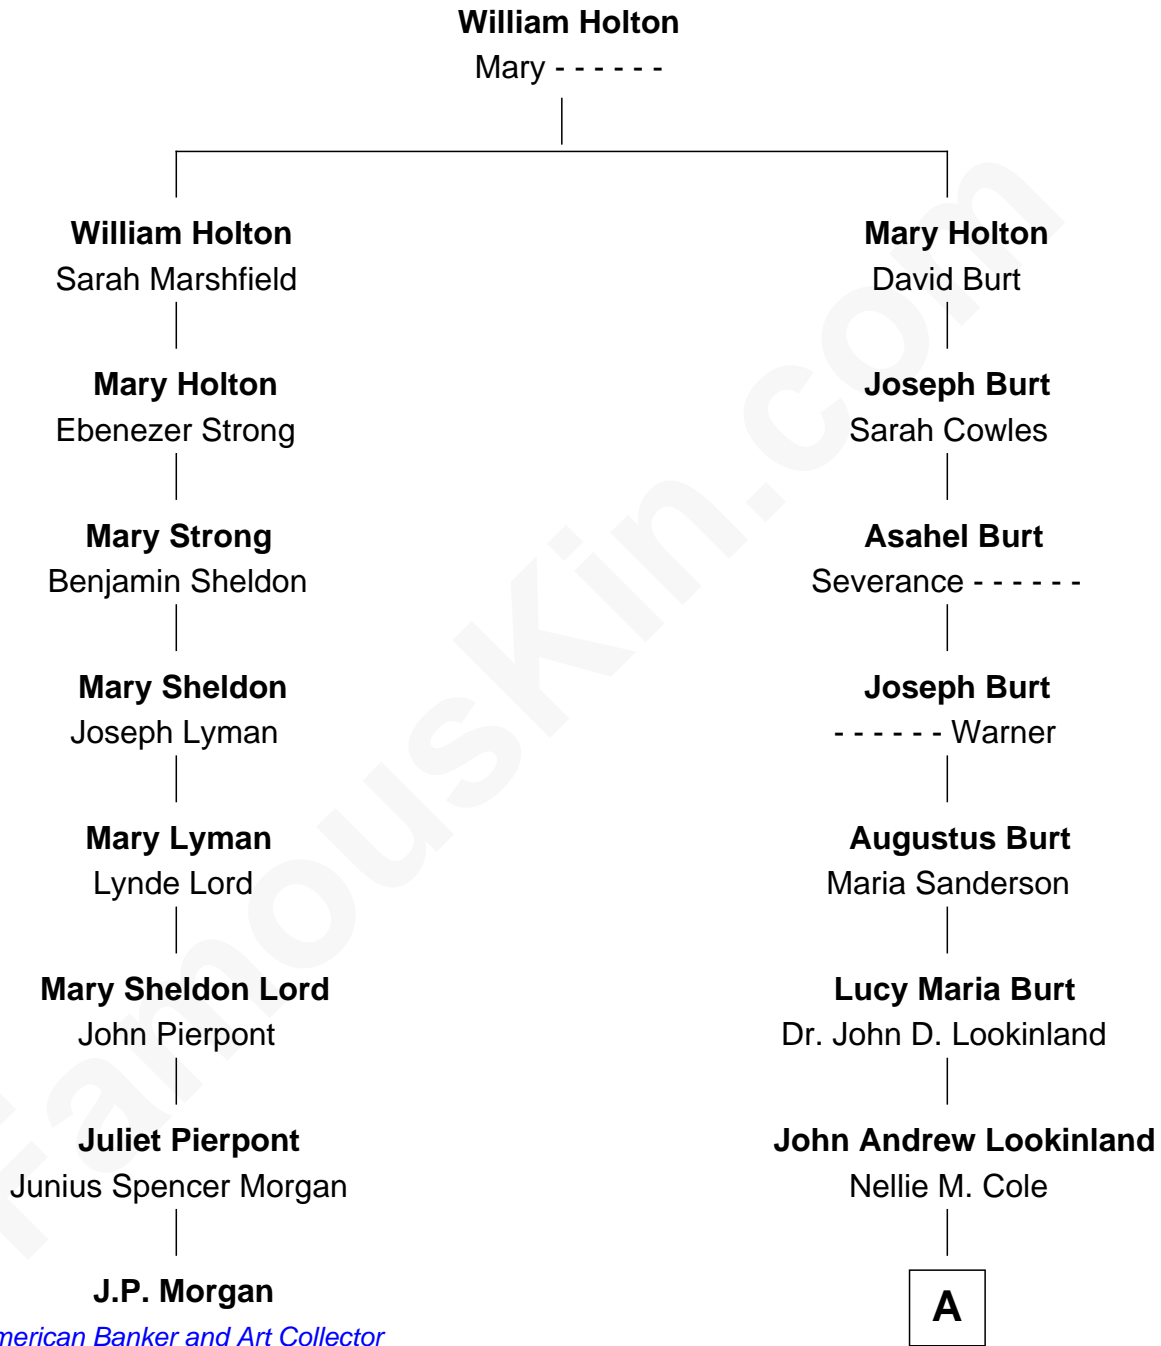 William Holton
Mary - - - - - -
William Holton
Sarah Marshfield
Mary Holton
David Burt
Mary Holton
Ebenezer Strong
Joseph Burt
Sarah Cowles
Mary Strong
Benjamin Sheldon
Asahel Burt
Severance - - - - - -
Mary Sheldon
Joseph Lyman
Joseph Burt
- - - - - - Warner
Mary Lyman
Lynde Lord
Augustus Burt
Maria Sanderson
Mary Sheldon Lord
John Pierpont
Lucy Maria Burt
Dr. John D. Lookinland
Juliet Pierpont
Junius Spencer Morgan
John Andrew Lookinland
Nellie M. Cole
J.P. Morgan
merican Banker and Art Collector
A
FamousKin.com